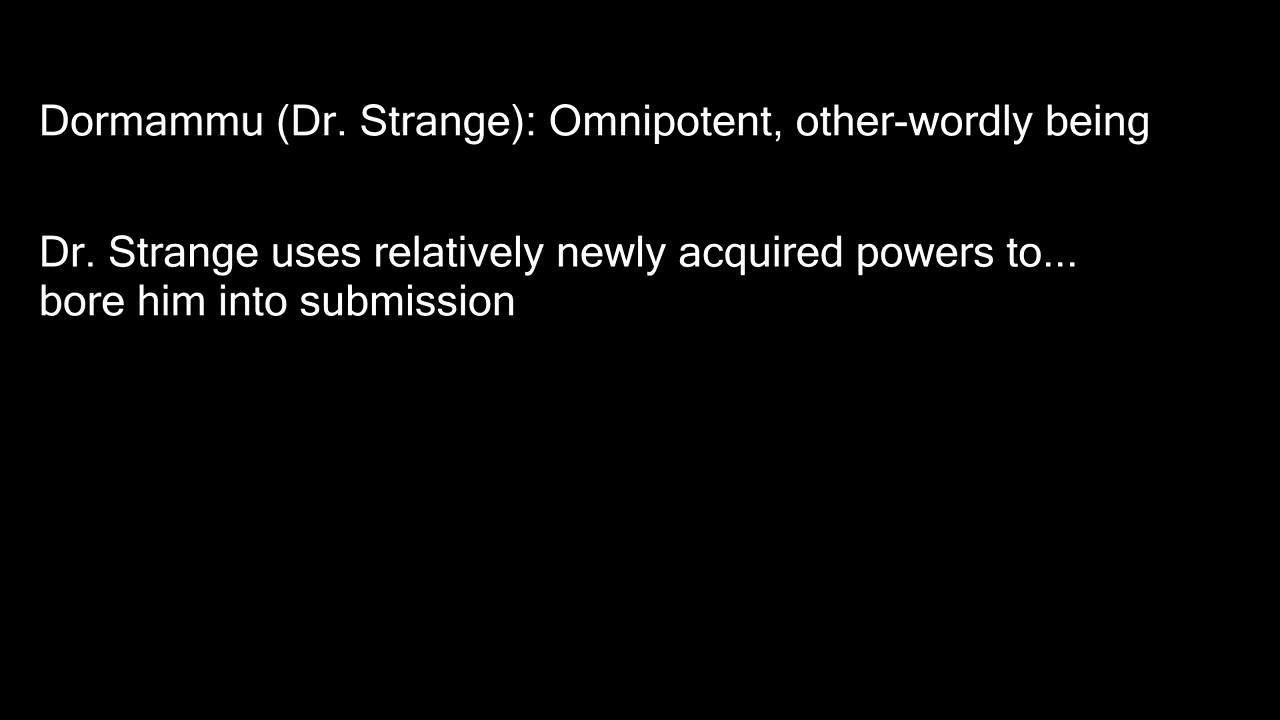 Dormammu (Dr. Strange): Omnipotent, other-wordly being
Dr. Strange uses relatively newly acquired powers to...
bore him into submission